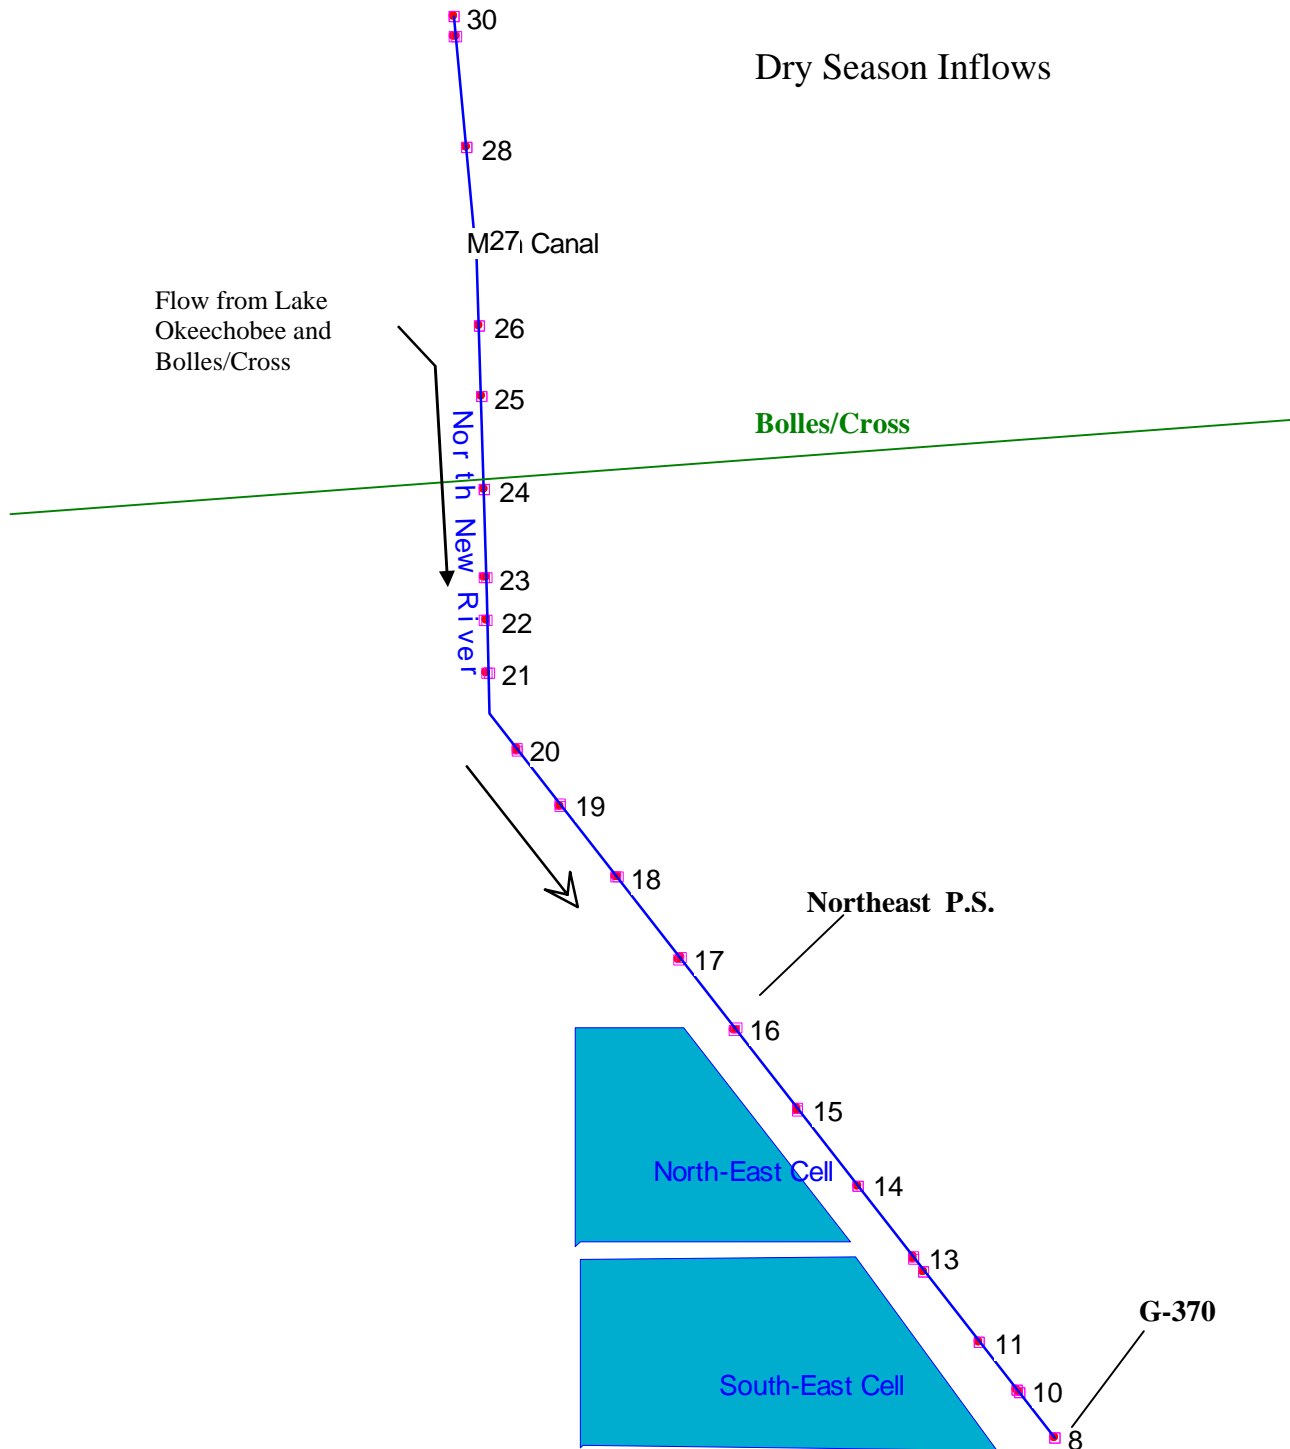 30
Dry Season Inflows
28
27 Canal
Flow from Lake
Okeechobee and
Bolles/Cross
26
25
Bolles/Cross
North New River
24
23
22
21
20
19
18
Northeast P.S.
17
16
15
North-East Cell
14
13
G-370
11
South-East Cell
10
8